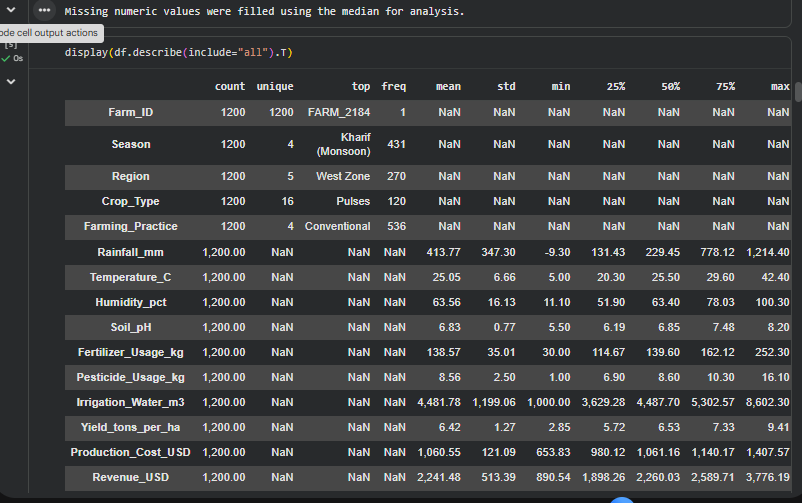 Missing numeric values were filled using the median for analysis.
ode cell output actions
[5]
0s
display(df.describe(include="all").T)
count unique top freq mean std min 25% 50% 75% max
Farm_ID 1200 1200 FARM_2184 1 NaN NaN NaN NaN NaN NaN NaN
Season 1200 4 Kharif (Monsoon) 431 NaN NaN NaN NaN NaN NaN NaN
Region 1200 5 West Zone 270 NaN NaN NaN NaN NaN NaN NaN
Crop_Type 1200 16 Pulses 120 NaN NaN NaN NaN NaN NaN NaN
Farming_Practice 1200 4 Conventional 536 NaN NaN NaN NaN NaN NaN NaN
Rainfall_mm 1,200.00 NaN NaN NaN 413.77 347.30 -9.30 131.43 229.45 778.12 1,214.40
Temperature_C 1,200.00 NaN NaN NaN 25.05 6.66 5.00 20.30 25.50 29.60 42.40
Humidity_pct 1,200.00 NaN NaN NaN 63.56 16.13 11.10 51.90 63.40 78.03 100.30
Soil_pH 1,200.00 NaN NaN NaN 6.83 0.77 5.50 6.19 6.85 7.48 8.20
Fertilizer_Usage_kg 1,200.00 NaN NaN NaN 138.57 35.01 30.00 114.67 139.60 162.12 252.30
Pesticide_Usage_kg 1,200.00 NaN NaN NaN 8.56 2.50 1.00 6.90 8.60 10.30 16.10
Irrigation_Water_m3 1,200.00 NaN NaN NaN 4,481.78 1,199.06 1,000.00 3,629.28 4,487.70 5,302.57 8,602.30
Yield_tons_per_ha 1,200.00 NaN NaN NaN 6.42 1.27 2.85 5.72 6.53 7.33 9.41
Production_Cost_USD 1,200.00 NaN NaN NaN 1,060.55 121.09 653.83 980.12 1,061.16 1,140.17 1,407.57
Revenue_USD 1,200.00 NaN NaN NaN 2,241.48 513.39 890.54 1,898.26 2,260.03 2,589.71 3,776.19